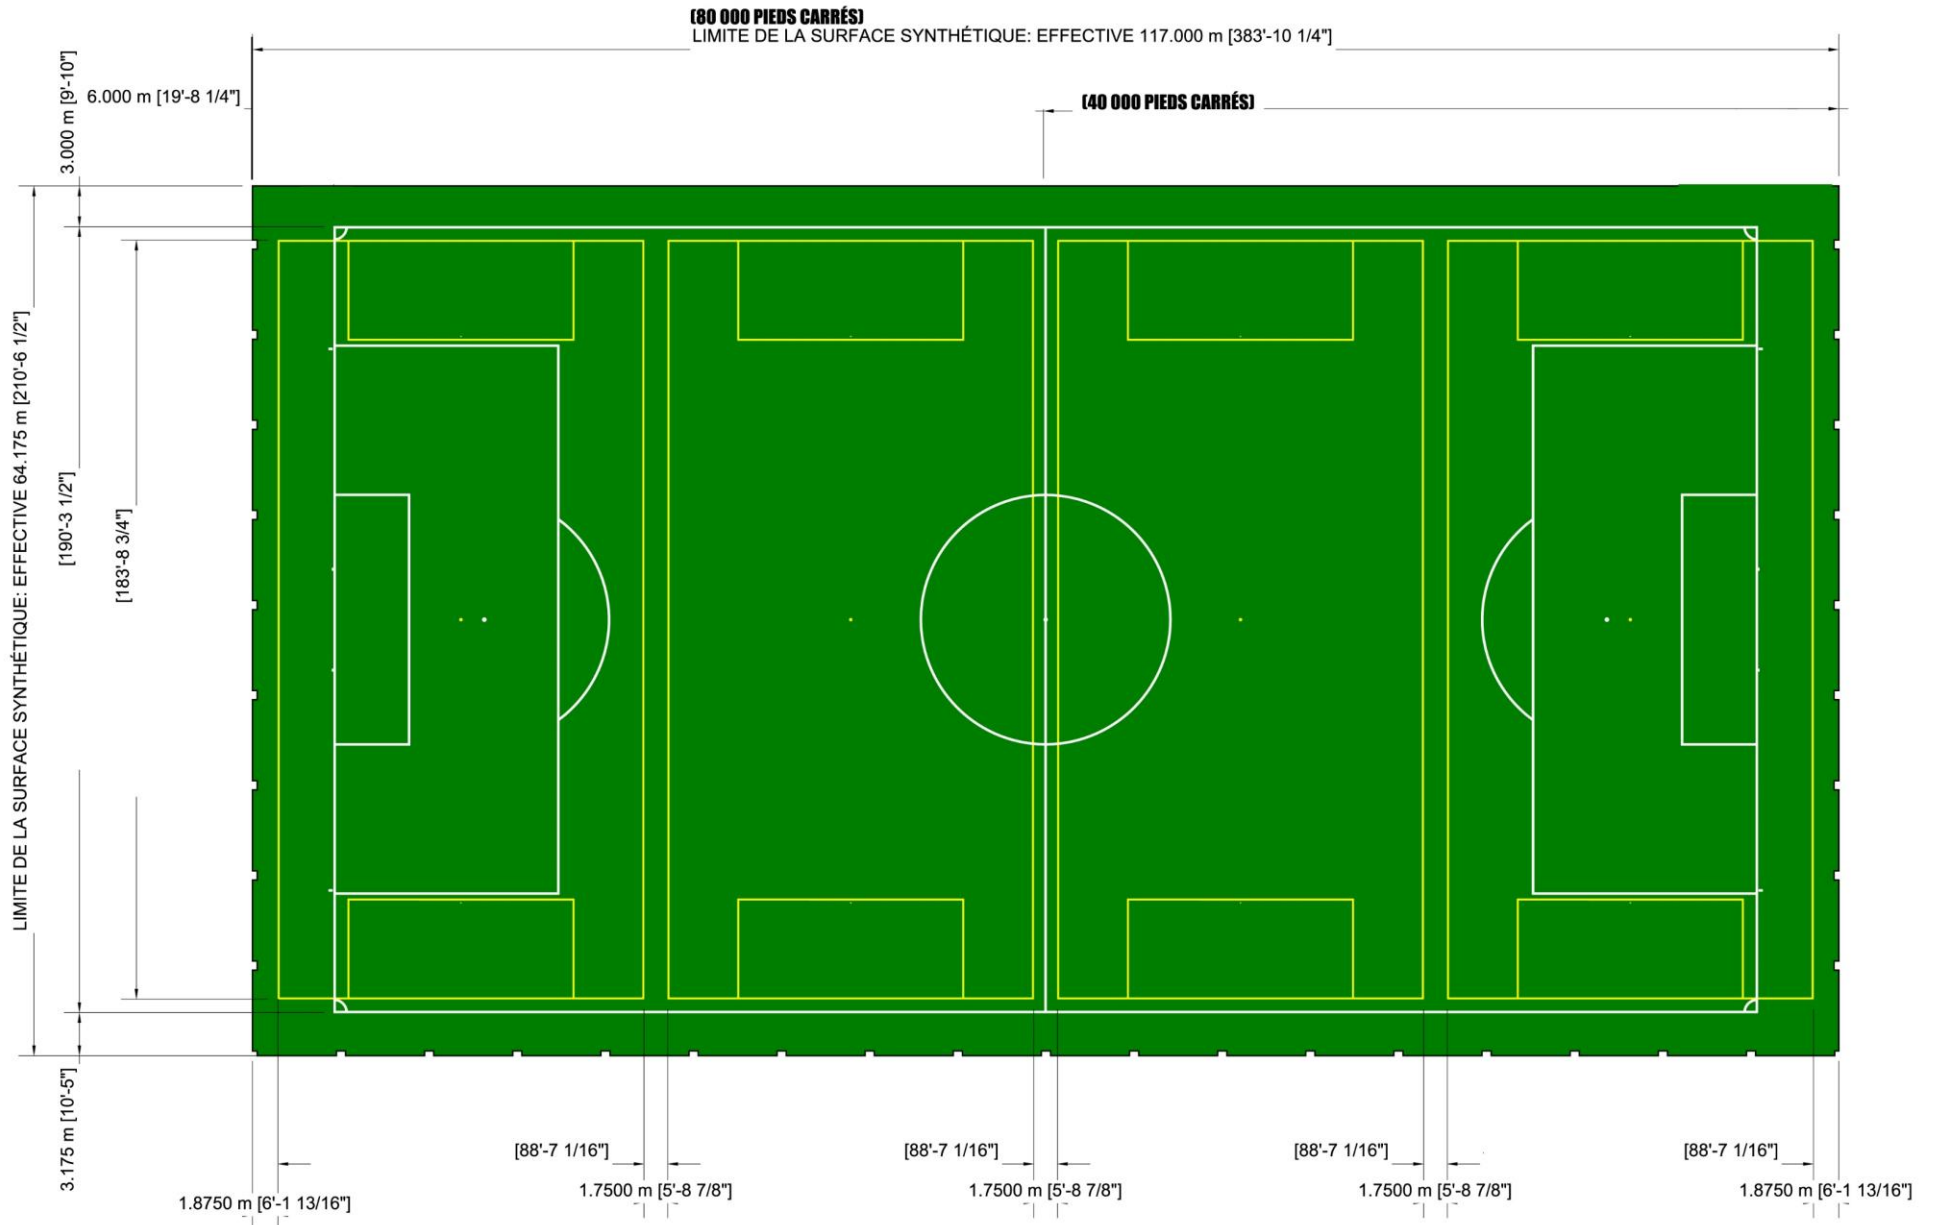 (80 000 PIEDS CARRÉS)
LIMITE DE LA SURFACE SYNTHÉTIQUE: EFFECTIVE 117.000 m [383'-10 1/4"]
3.000 m [9'-10"]
6.000 m [19'-8 1/4"]
(40 000 PIEDS CARRÉS)
LIMITE DE LA SURFACE SYNTHÉTIQUE: EFFECTIVE 64.175 m [210'-6 1/2"]
[190'-3 1/2"]
[183'-8 3/4"]
3.175 m [10'-5"]
[88'-7 1/16"]
[88'-7 1/16"]
[88'-7 1/16"]
[88'-7 1/16"]
1.8750 m [6'-1 13/16"]
1.7500 m [5'-8 7/8"]
1.7500 m [5'-8 7/8"]
1.7500 m [5'-8 7/8"]
1.8750 m [6'-1 13/16"]